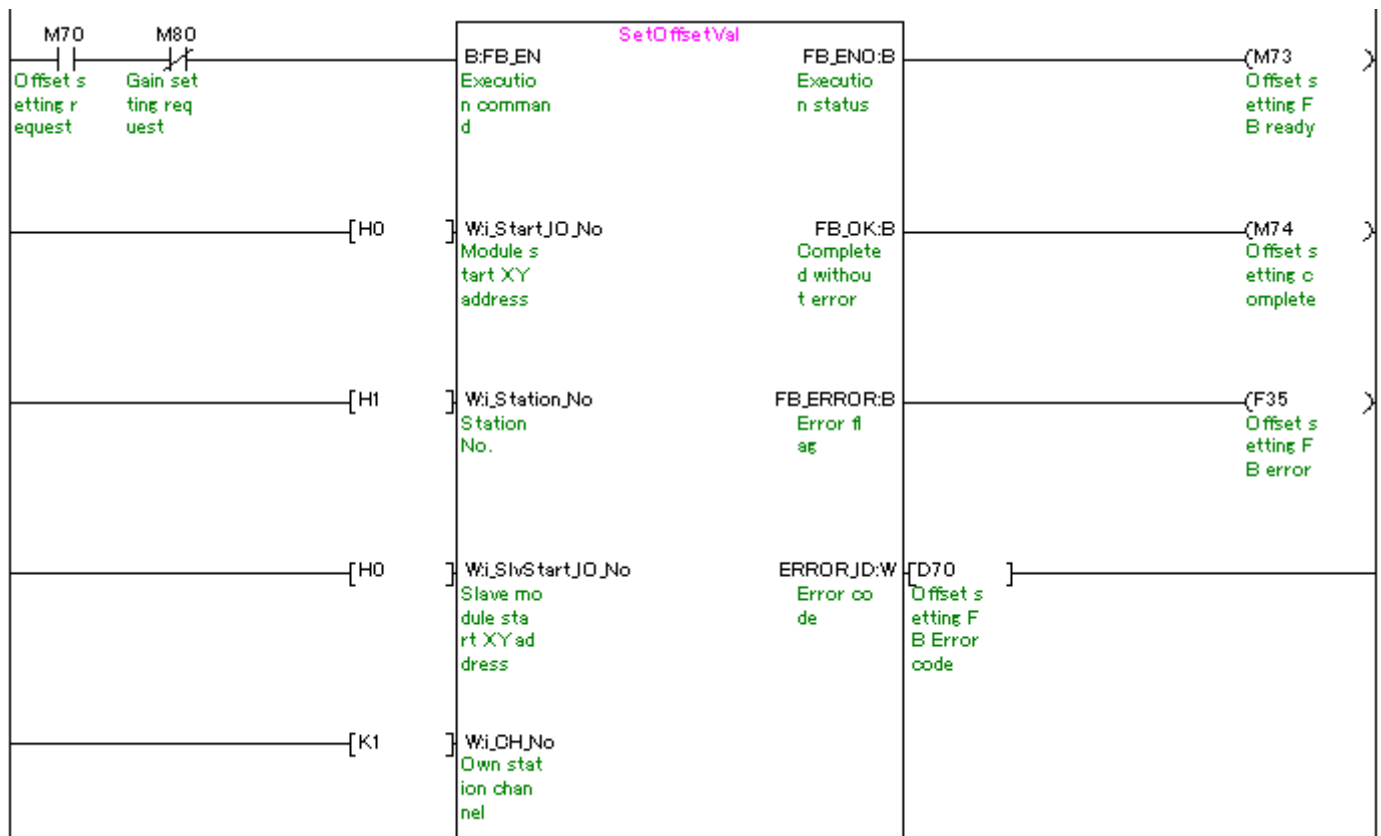 M70 M80 SetOffsetVal
B:FB_EN FB_ENO:B (M73 )
Offset s Gain set Executio Executio Offset s
etting r ting req n comman n status etting F
equest uest d B ready
[H0 ] W:i_Start_IO_No FB_OK:B (M74 )
Module s Complete Offset s
tart XY d withou etting c
address t error omplete
[H1 ] W:i_Station_No FB_ERROR:B (F35 )
Station Error fl Offset s
No. ag etting F
B error
[H0 ] W:i_SlvStart_IO_No ERROR_ID:W [D70 ]
Slave mo Error co Offset s
dule sta de etting F
rt XY ad B Error
dress code
[K1 ] W:i_CH_No
Own stat
ion chan
nel